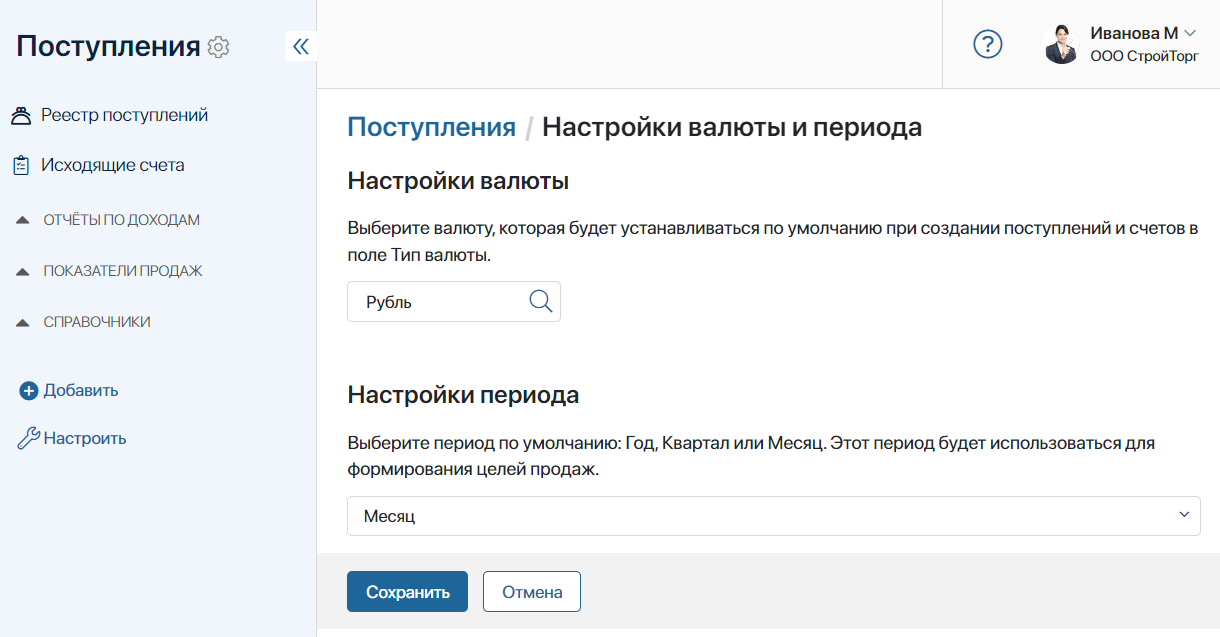 Поступления
Реестр поступлений
Исходящие счета
ОТЧЁТЫ ПО ДОХОДАМ
ПОКАЗАТЕЛИ ПРОДАЖ
СПРАВОЧНИКИ
Добавить
Настроить
?
Иванова М
ООО СтройТорг
Поступления / Настройки валюты и периода
Настройки валюты
Выберите валюту, которая будет устанавливаться по умолчанию при создании поступлений и счетов в
поле Тип валюты.
Рубль
Настройки периода
Выберите период по умолчанию: Год, Квартал или Месяц. Этот период будет использоваться для
формирования целей продаж.
Месяц
Сохранить
Отмена